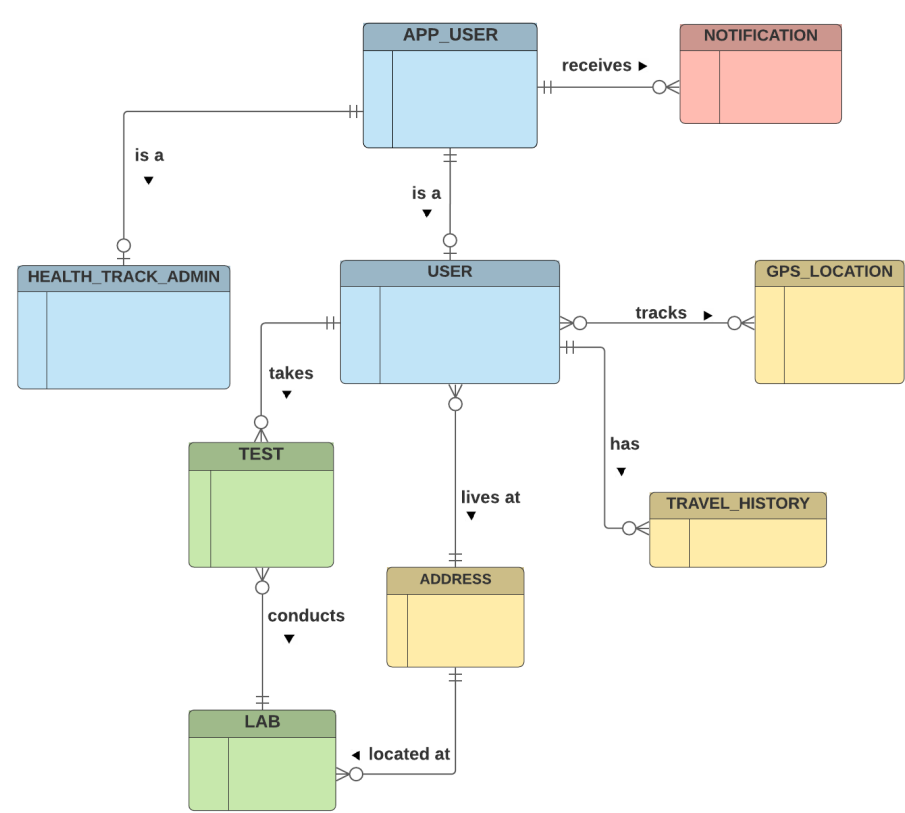 APP_USER
NOTIFICATION
receives
is a
is a
HEALTH_TRACK_ADMIN
USER
GPS_LOCATION
tracks
takes
has
TEST
lives at
TRAVEL_HISTORY
ADDRESS
conducts
LAB
located at